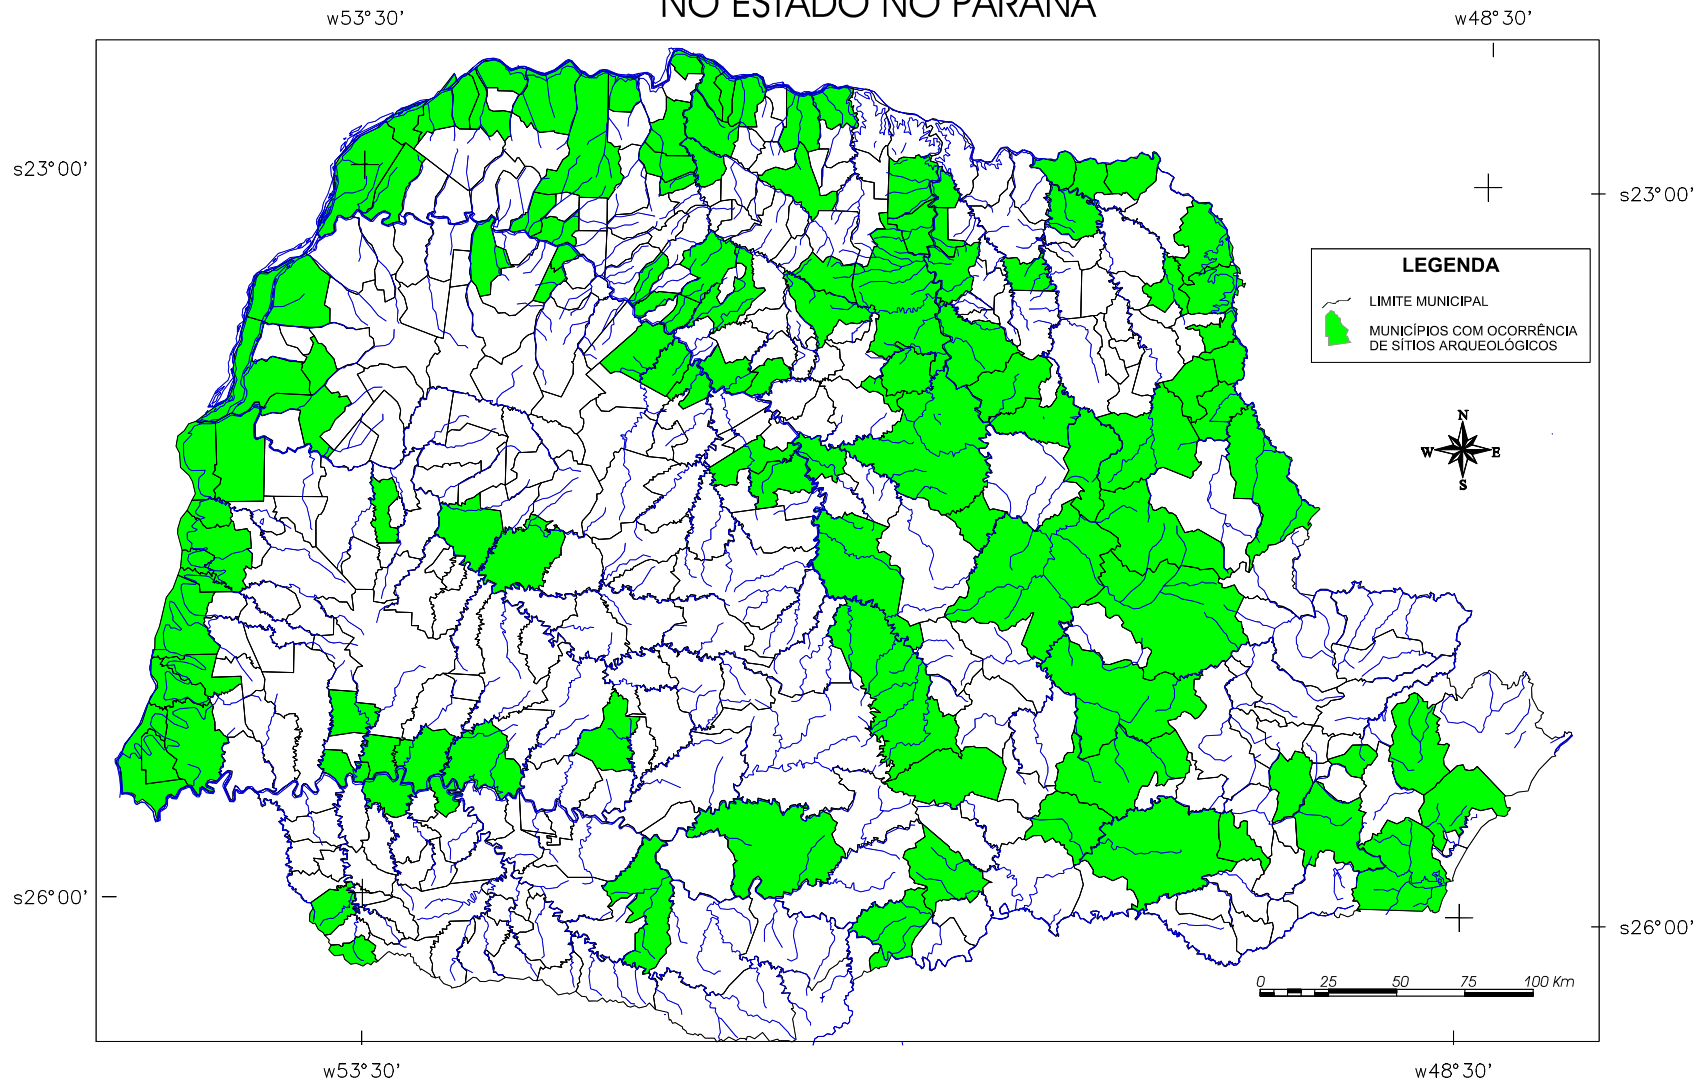 NO ESTADO NO PARANÁ
w53°30'
w48°30'
s23°00'
s23°00'
LEGENDA
LIMITE MUNICIPAL
MUNICÍPIOS COM OCORRÊNCIA
DE SÍTIOS ARQUEOLÓGICOS
N
W E
S
s26°00'
s26°00'
0 25 50 75 100 Km
w53°30'
w48°30'